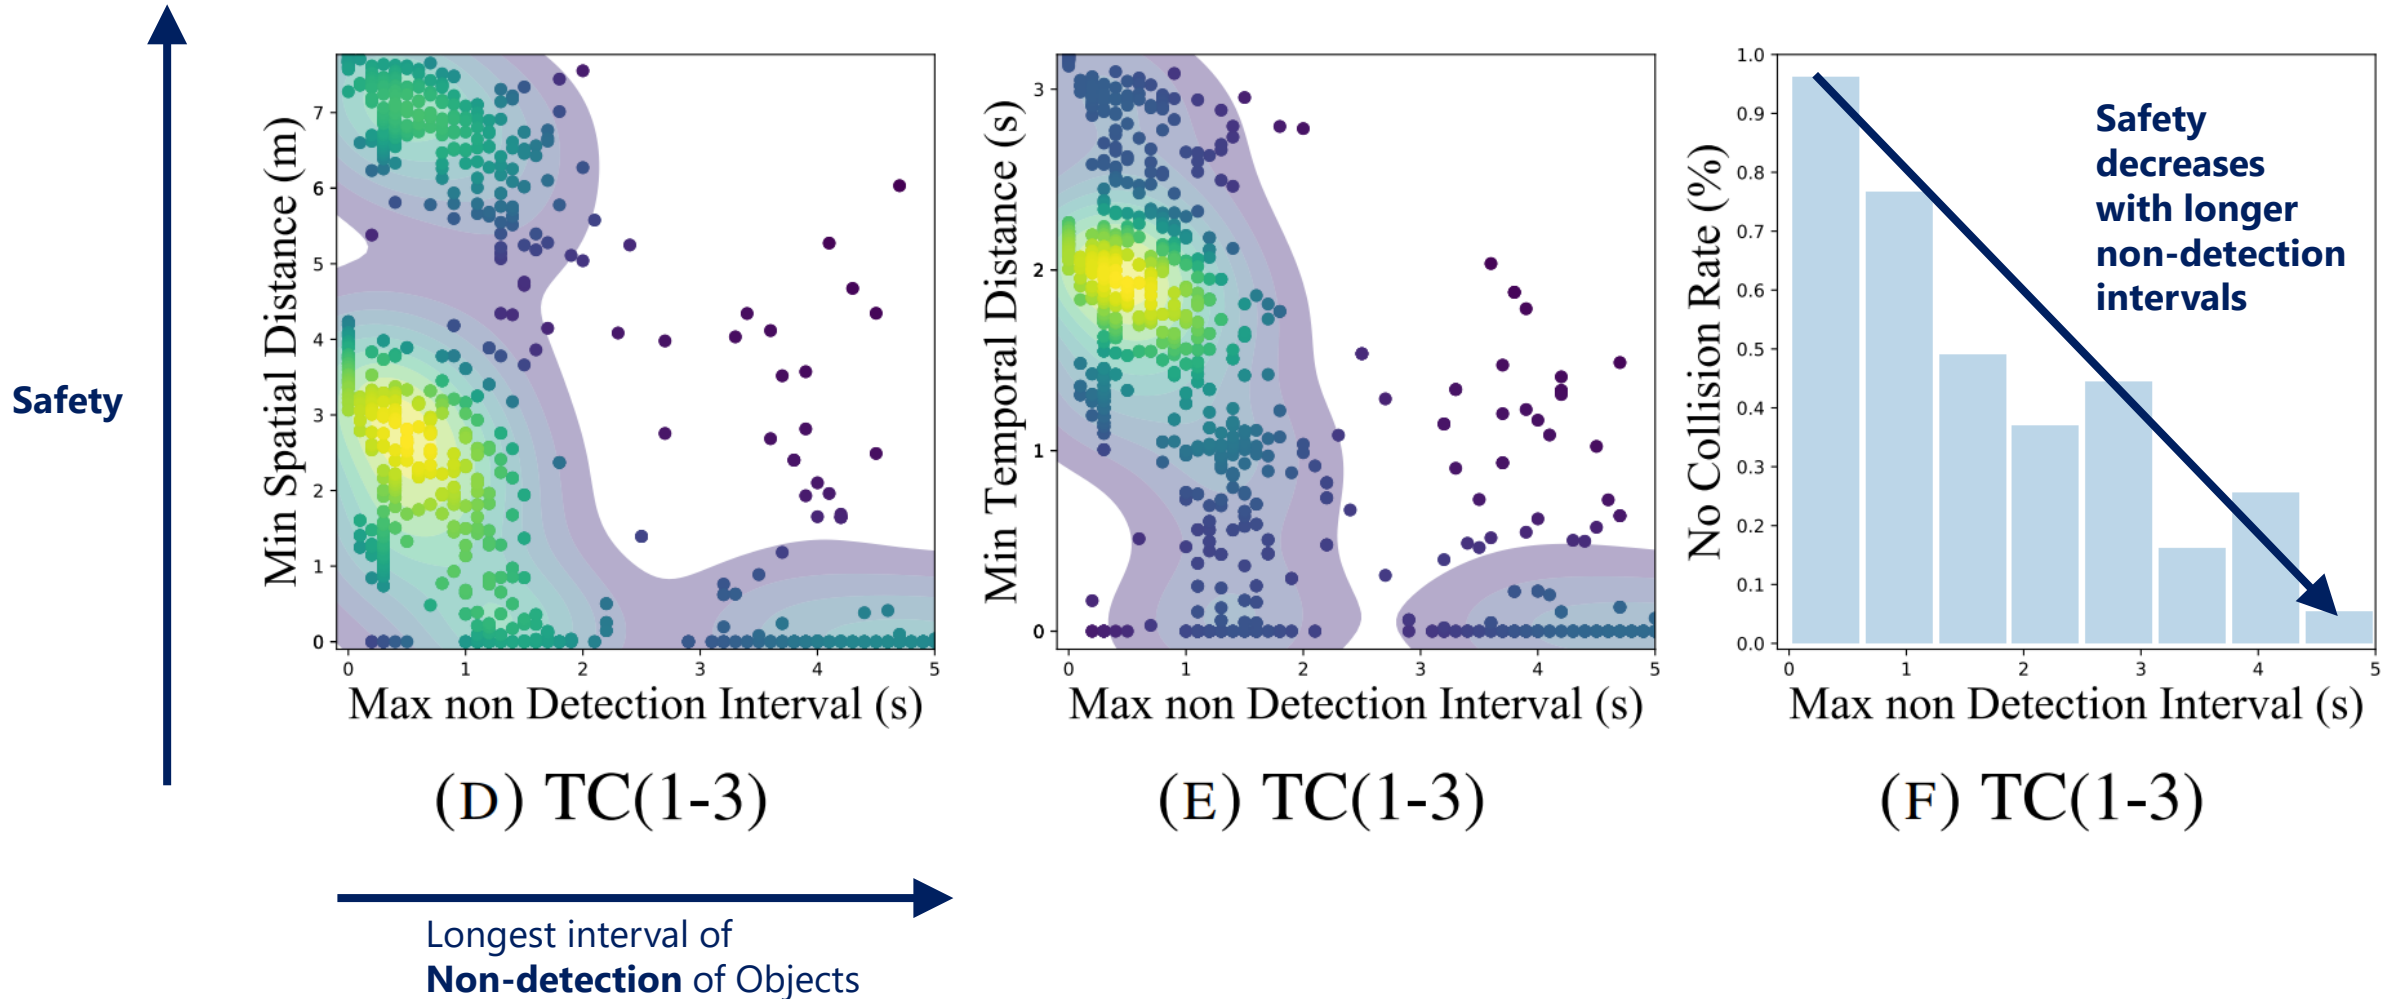 Safety
Min Spatial Distance (m)
7
6
5
4
3
2
1
0
0 1 2 3 4 5
Max non Detection Interval (s)
(D) TC(1-3)
Min Temporal Distance (s)
3
2
1
0
0 1 2 3 4 5
Max non Detection Interval (s)
(E) TC(1-3)
No Collision Rate (%)
1.0
0.9
0.8
0.7
0.6
0.5
0.4
0.3
0.2
0.1
0.0
0 1 2 3 4 5
Max non Detection Interval (s)
(F) TC(1-3)
Safety
decreases
with longer
non-detection
intervals
Longest interval of
Non-detection of Objects